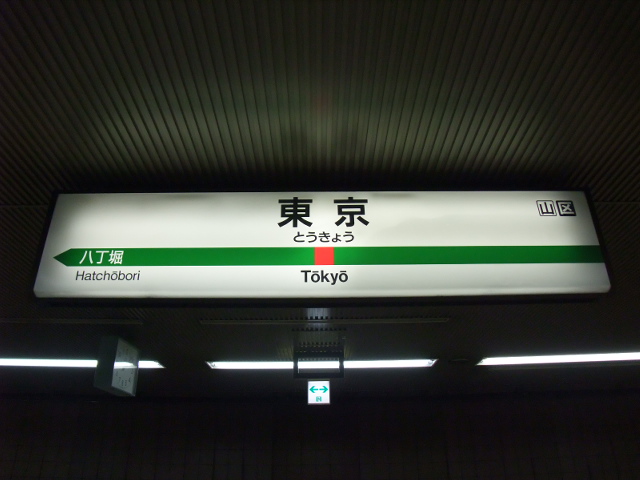 東京
山区
とうきょう
八丁堀
Hatchōbori
Tōkyō